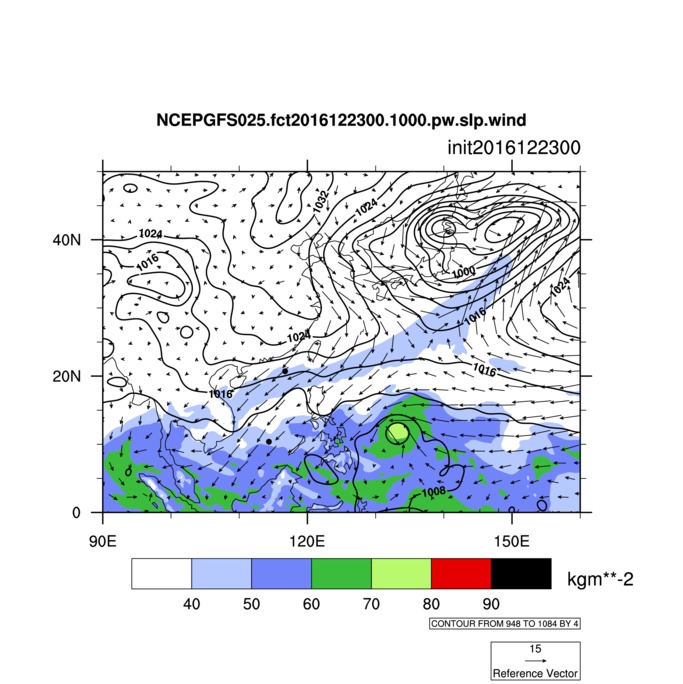 NCEPGFS025.fct2016122300.1000.pw.slp.wind
init2016122300
1032
1024
1024
40N
1016
1000
1024
1016
1024
20N
1016
1016
1008
0
90E 120E 150E
40 50 60 70 80 90
kgm**-2
CONTOUR FROM 948 TO 1084 BY 4
15
Reference Vector